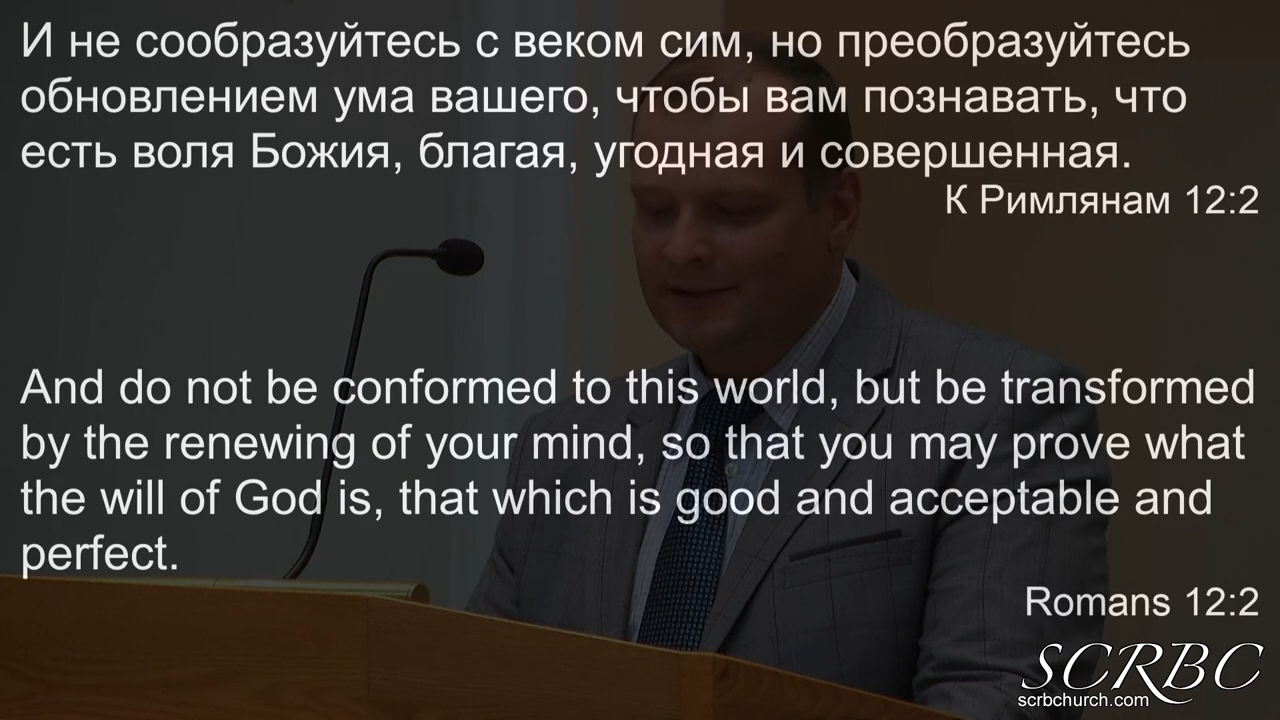 И не сообразуйтесь с веком сим, но преобразуйтесь
обновлением ума вашего, чтобы вам познавать, что
есть воля Божия, благая, угодная и совершенная.
К Римлянам 12:2
And do not be conformed to this world, but be transformed
by the renewing of your mind, so that you may prove what
the will of God is, that which is good and acceptable and
perfect.
Romans 12:2
SCRBC
scrbchurch.com